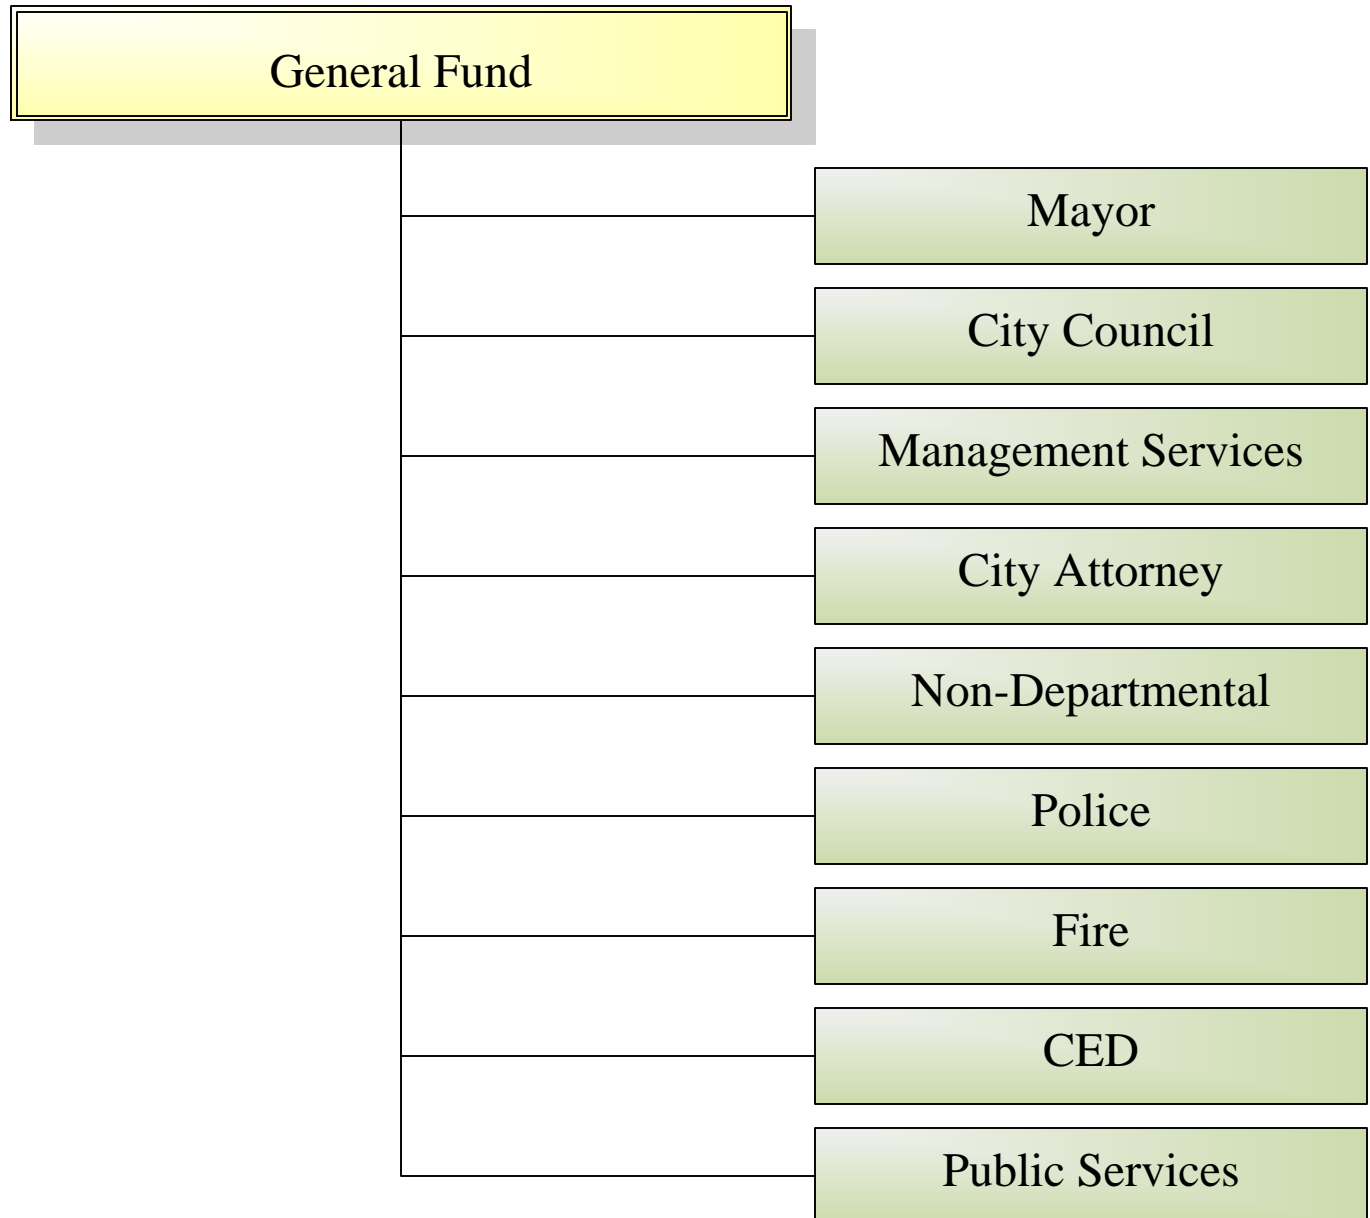 General Fund
Mayor
City Council
Management Services
City Attorney
Non-Departmental
Police
Fire
CED
Public Services